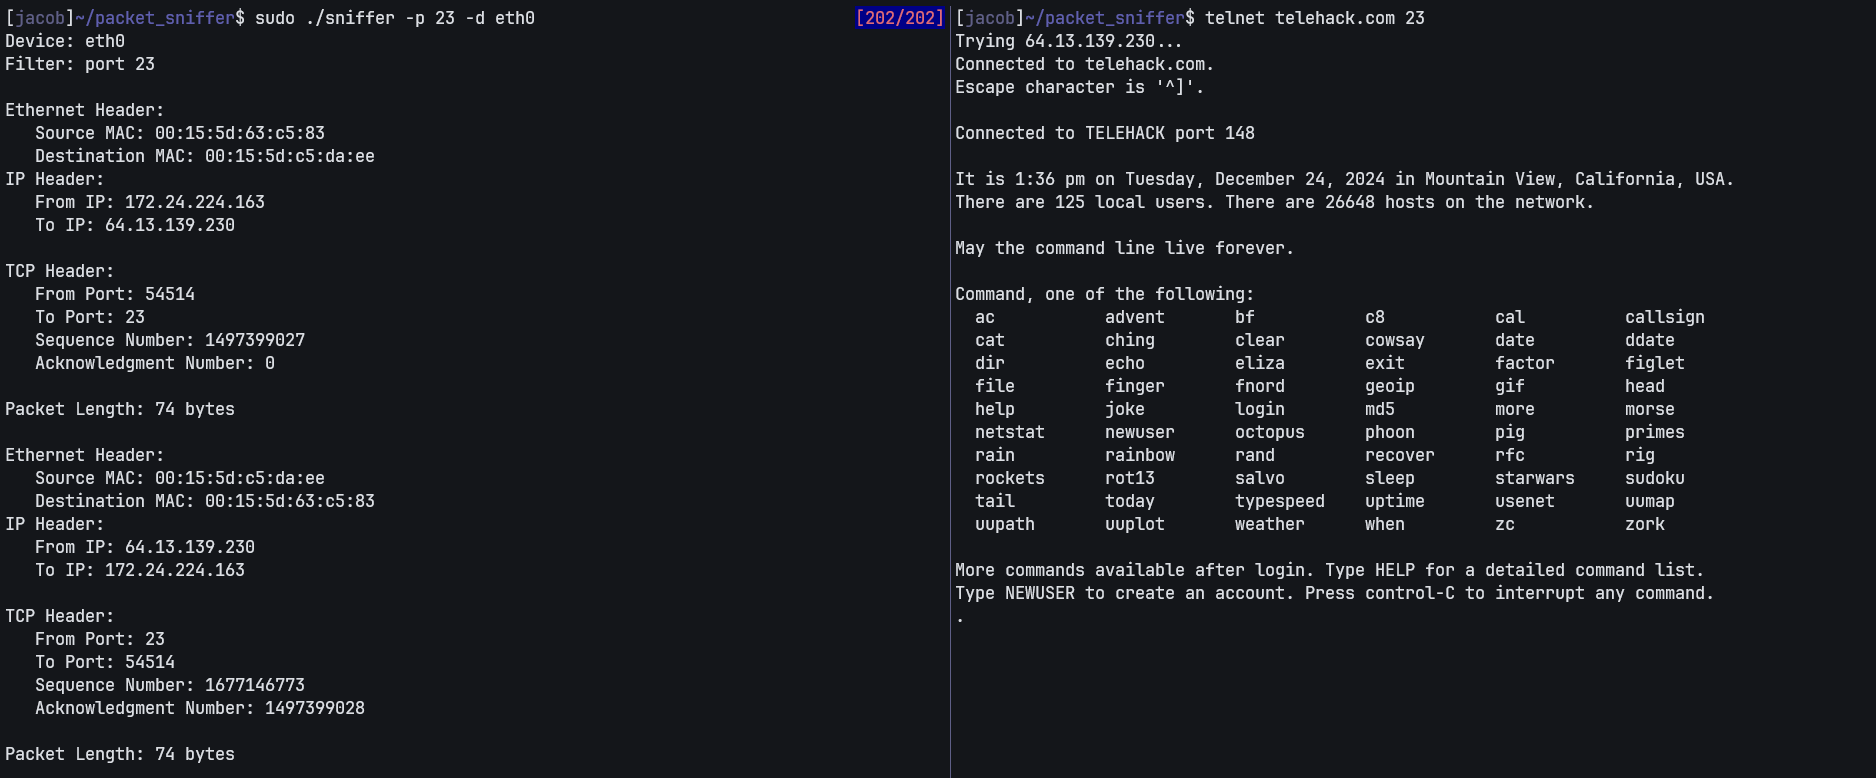 [jacob]~/packet_sniffer$ sudo ./sniffer -p 23 -d eth0 [202/202]
Device: eth0
Filter: port 23
Ethernet Header:
Source MAC: 00:15:5d:63:c5:83
Destination MAC: 00:15:5d:c5:da:ee
IP Header:
From IP: 172.24.224.163
To IP: 64.13.139.230
TCP Header:
From Port: 54514
To Port: 23
Sequence Number: 1497399027
Acknowledgment Number: 0
Packet Length: 74 bytes
Ethernet Header:
Source MAC: 00:15:5d:c5:da:ee
Destination MAC: 00:15:5d:63:c5:83
IP Header:
From IP: 64.13.139.230
To IP: 172.24.224.163
TCP Header:
From Port: 23
To Port: 54514
Sequence Number: 1677146773
Acknowledgment Number: 1497399028
Packet Length: 74 bytes
[jacob]~/packet_sniffer$ telnet telehack.com 23
Trying 64.13.139.230...
Connected to telehack.com.
Escape character is '^]'.
Connected to TELEHACK port 148
It is 1:36 pm on Tuesday, December 24, 2024 in Mountain View, California, USA.
There are 125 local users. There are 26648 hosts on the network.
May the command line live forever.
Command, one of the following:
ac advent bf c8 cal callsign
cat ching clear cowsay date ddate
dir echo eliza exit factor figlet
file finger fnord geoip gif head
help joke login md5 more morse
netstat newuser octopus phoon pig primes
rain rainbow rand recover rfc rig
rockets rot13 salvo sleep starwars sudoku
tail today typespeed uptime usenet uumap
uupath uuplot weather when zc zork
More commands available after login. Type HELP for a detailed command list.
Type NEWUSER to create an account. Press control-C to interrupt any command.
.